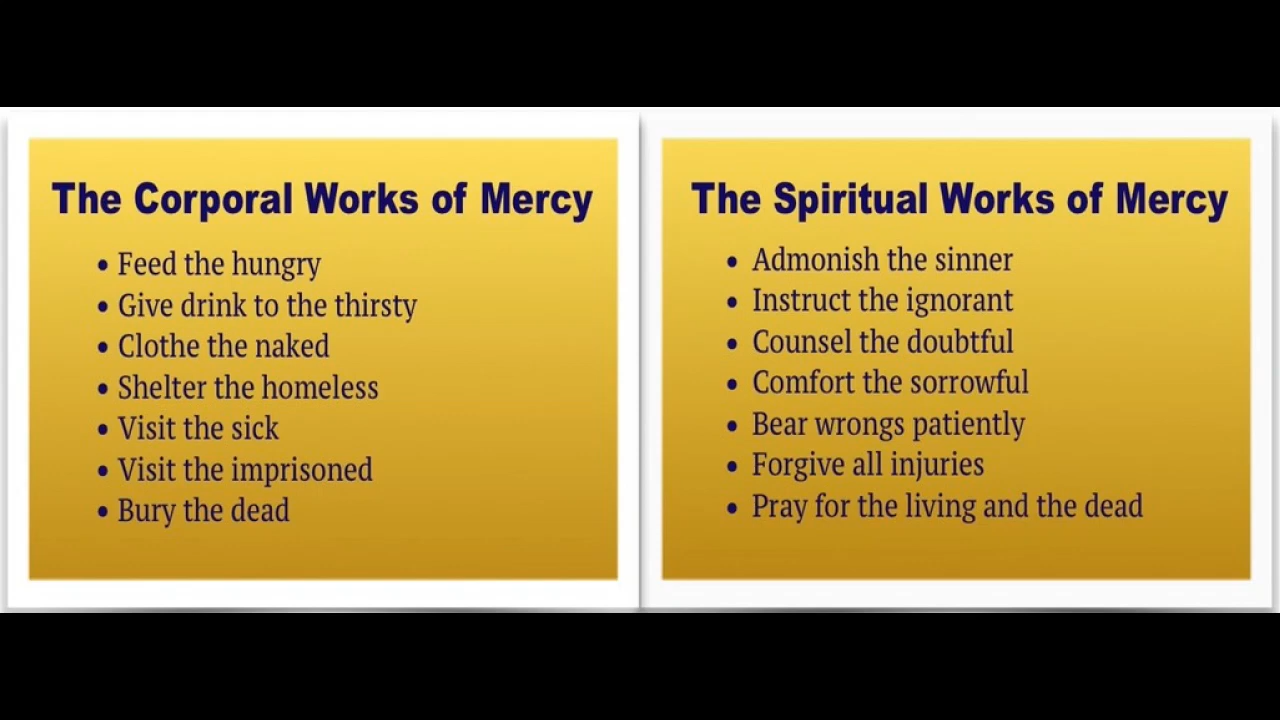 The Corporal Works of Mercy
• Feed the hungry
• Give drink to the thirsty
• Clothe the naked
• Shelter the homeless
• Visit the sick
• Visit the imprisoned
• Bury the dead
The Spiritual Works of Mercy
• Admonish the sinner
• Instruct the ignorant
• Counsel the doubtful
• Comfort the sorrowful
• Bear wrongs patiently
• Forgive all injuries
• Pray for the living and the dead